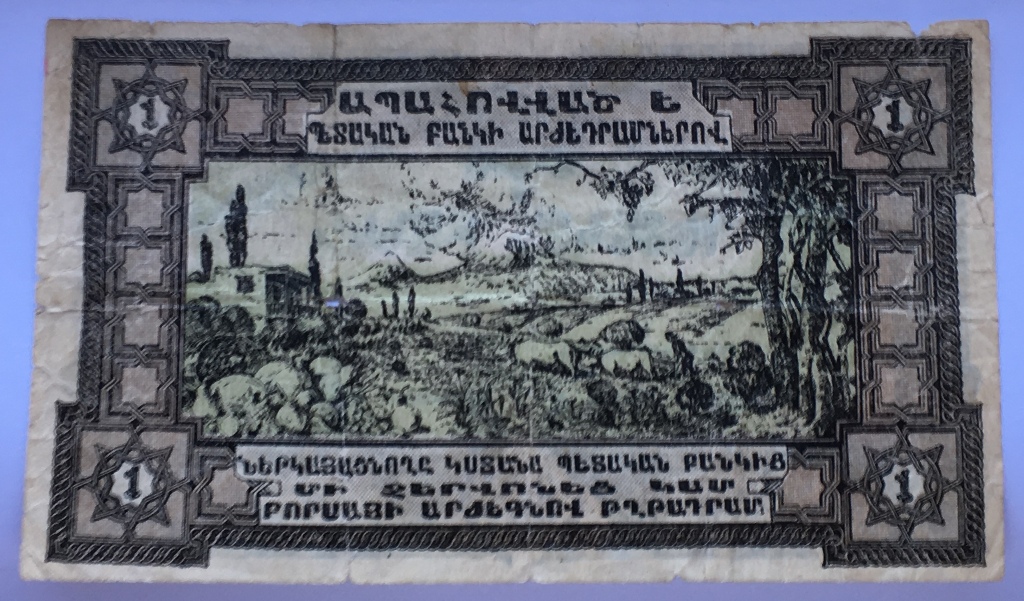 1 1
ԱՊԱՀՈՎՎԱԾ Ե
ՊԵՏԱԿԱՆ ԲԱՆԿԻ ԱՐԺԵԴՐԱՄՆԵՐՈՎ
ՆԵՐԿԱՅԱՑՆՈՂԸ ԿՍՏԱՆԱ ՊԵՏԱԿԱՆ ԲԱՆԿԻՑ
ՄԻ ՉԵՐՎՈՆԵՑ ԿԱՄ
ԲՈՐՍԱՅԻ ԱՐԺԵԳՆՈՎ ԹՂԹԱԴՐԱՄ
1 1